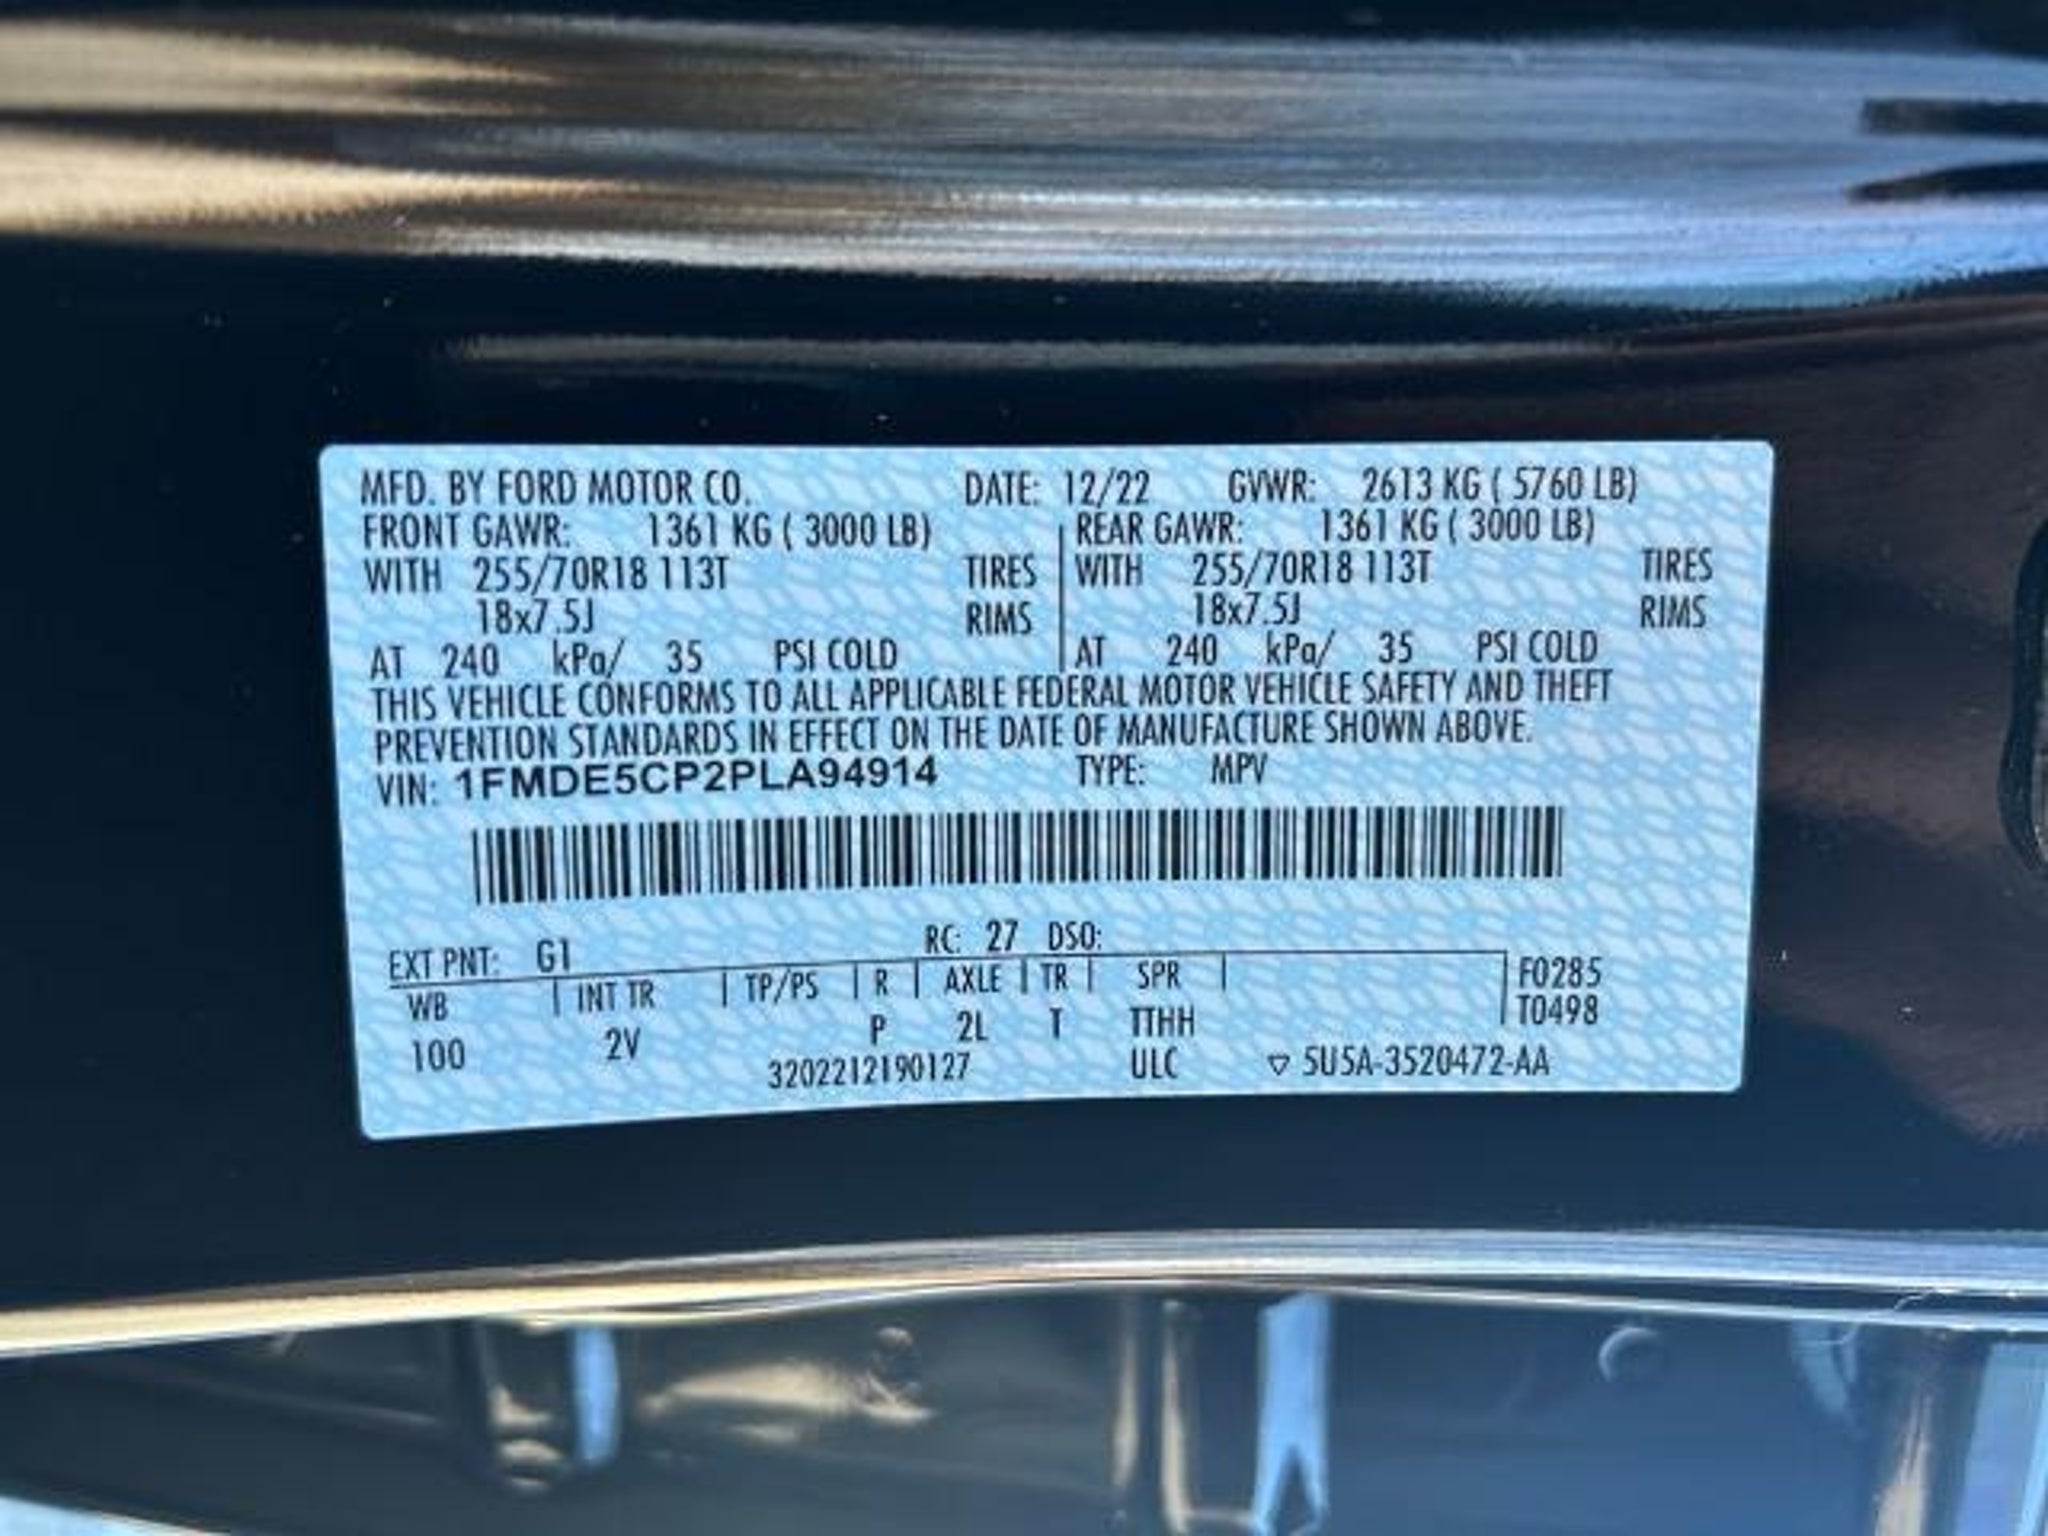 MFD. BY FORD MOTOR CO. DATE: 12/22 GVWR: 2613 KG ( 5760 LB)
FRONT GAWR: 1361 KG ( 3000 LB) REAR GAWR: 1361 KG ( 3000 LB)
WITH 255/70R18 113T TIRES WITH 255/70R18 113T TIRES
18x7.5J RIMS 18x7.5J RIMS
AT 240 kPa/ 35 PSI COLD AT 240 kPa/ 35 PSI COLD
THIS VEHICLE CONFORMS TO ALL APPLICABLE FEDERAL MOTOR VEHICLE SAFETY AND THEFT
PREVENTION STANDARDS IN EFFECT ON THE DATE OF MANUFACTURE SHOWN ABOVE.
VIN: 1FMDE5CP2PLA94914 TYPE: MPV
EXT PNT: G1 RC: 27 DSO:
WB INT TR TP/PS R AXLE TR SPR F0285
100 2V P 2L T TTHH T0498
3202212190127 ULC ▽ 5U5A-3520472-AA